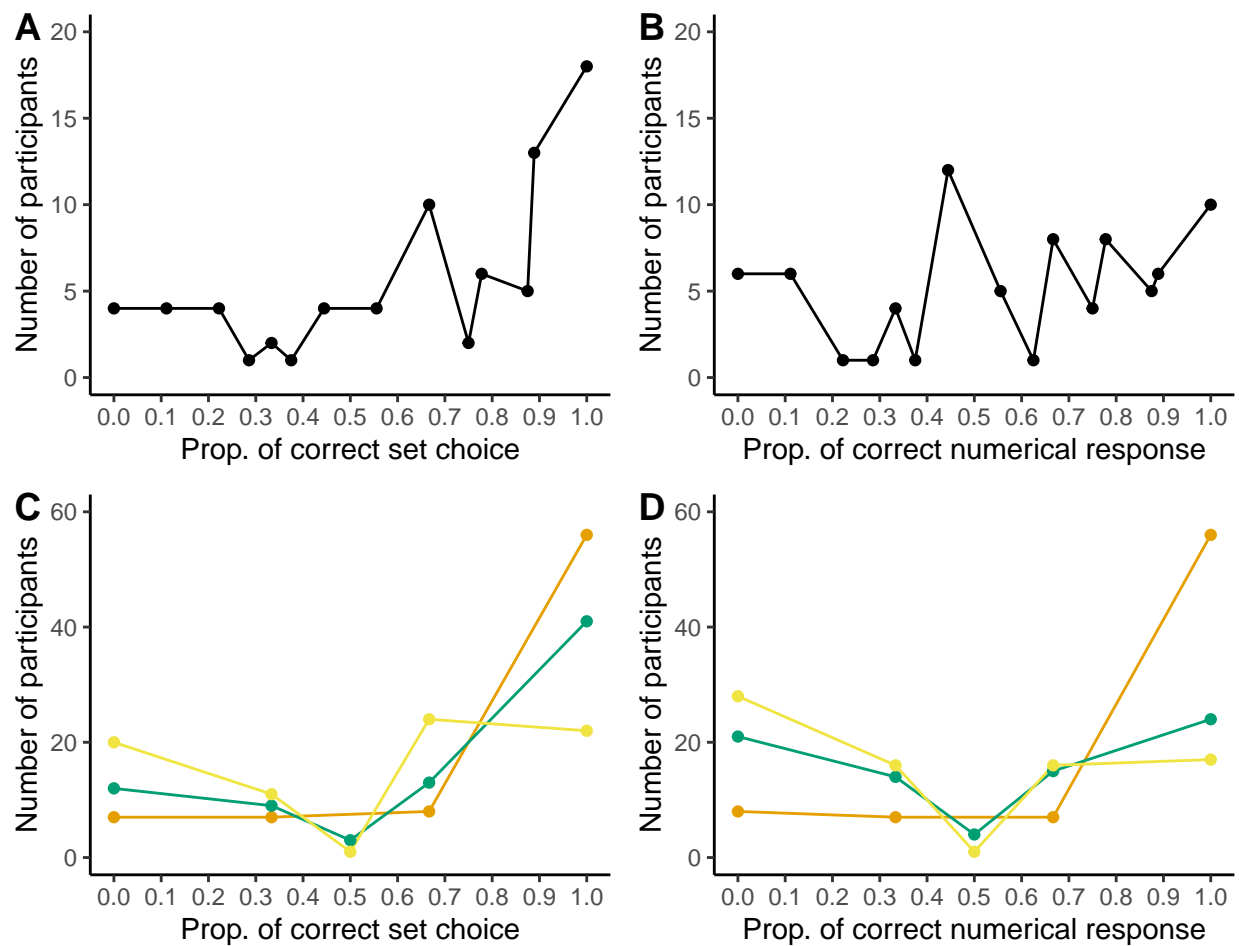 A
Number of participants
20
15
10
5
0
0.0 0.1 0.2 0.3 0.4 0.5 0.6 0.7 0.8 0.9 1.0
Prop. of correct set choice
B
Number of participants
20
15
10
5
0
0.0 0.1 0.2 0.3 0.4 0.5 0.6 0.7 0.8 0.9 1.0
Prop. of correct numerical response
C
Number of participants
60
40
20
0
0.0 0.1 0.2 0.3 0.4 0.5 0.6 0.7 0.8 0.9 1.0
Prop. of correct set choice
D
Number of participants
60
40
20
0
0.0 0.1 0.2 0.3 0.4 0.5 0.6 0.7 0.8 0.9 1.0
Prop. of correct numerical response